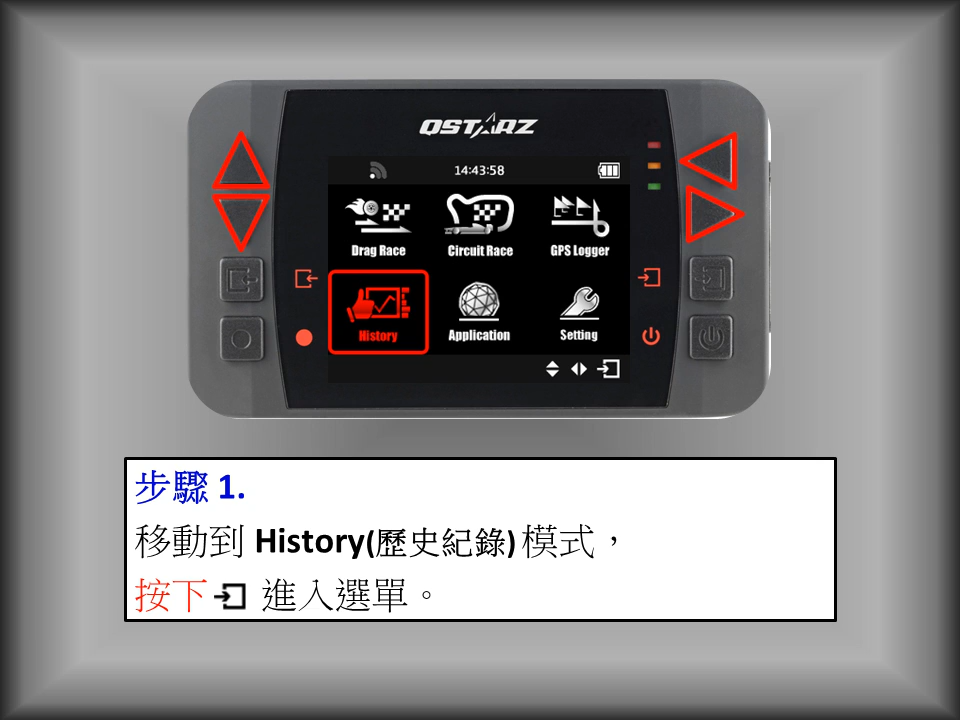 QSTARZ
14:43:58
Drag Race
Circuit Race
GPS Logger
History
Application
Setting
步驟 1.
移動到 History(歷史紀錄) 模式，
按下 進入選單。